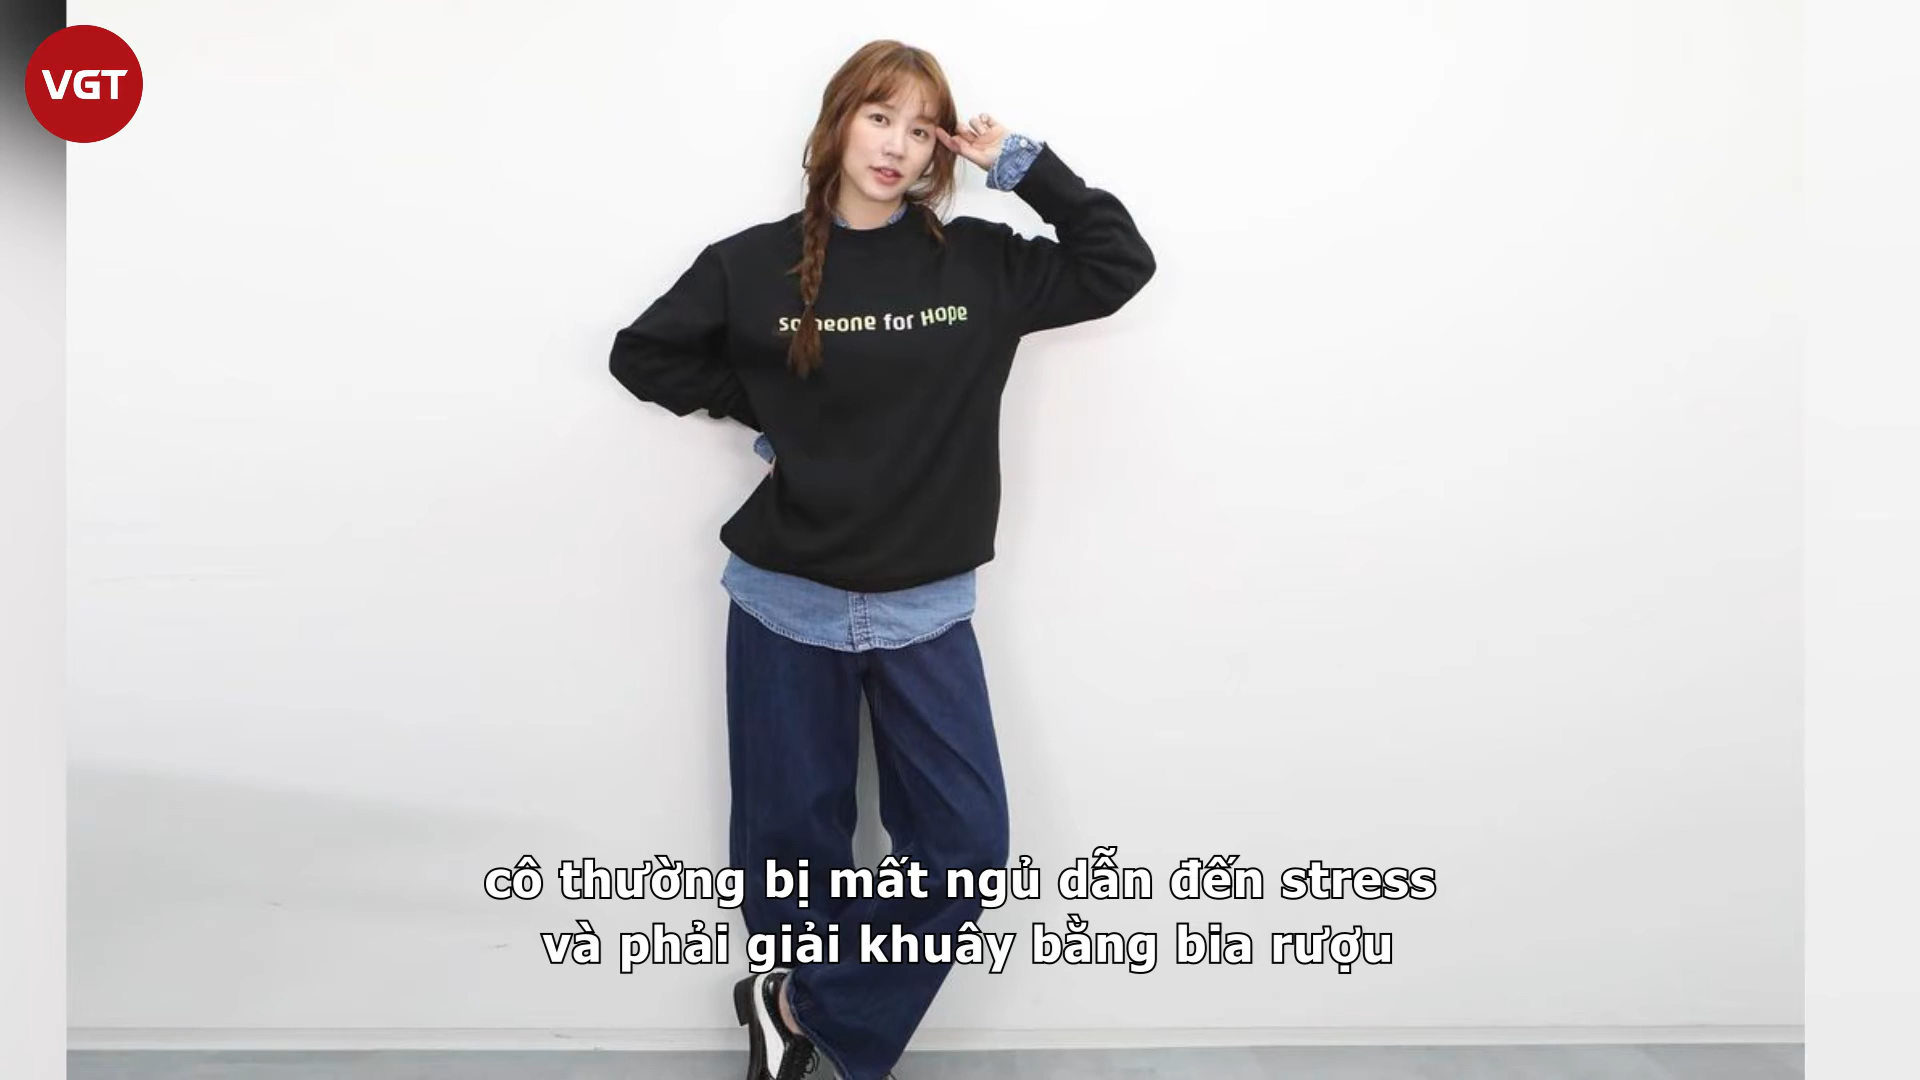 VGT
someone for Hope
cô thường bị mất ngủ dẫn đến stress
và phải giải khuây bằng bia rượu